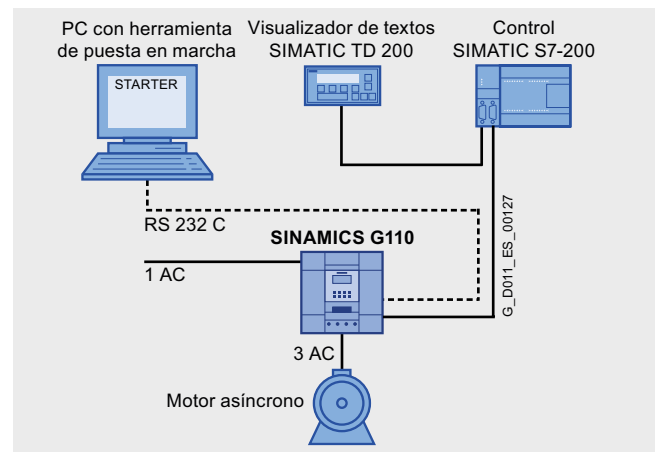 PC con herramienta
de puesta en marcha
Visualizador de textos
SIMATIC TD 200
Control
SIMATIC S7-200
STARTER
RS 232 C
SINAMICS G110
1 AC
G_D011_ES_00127
3 AC
Motor asíncrono